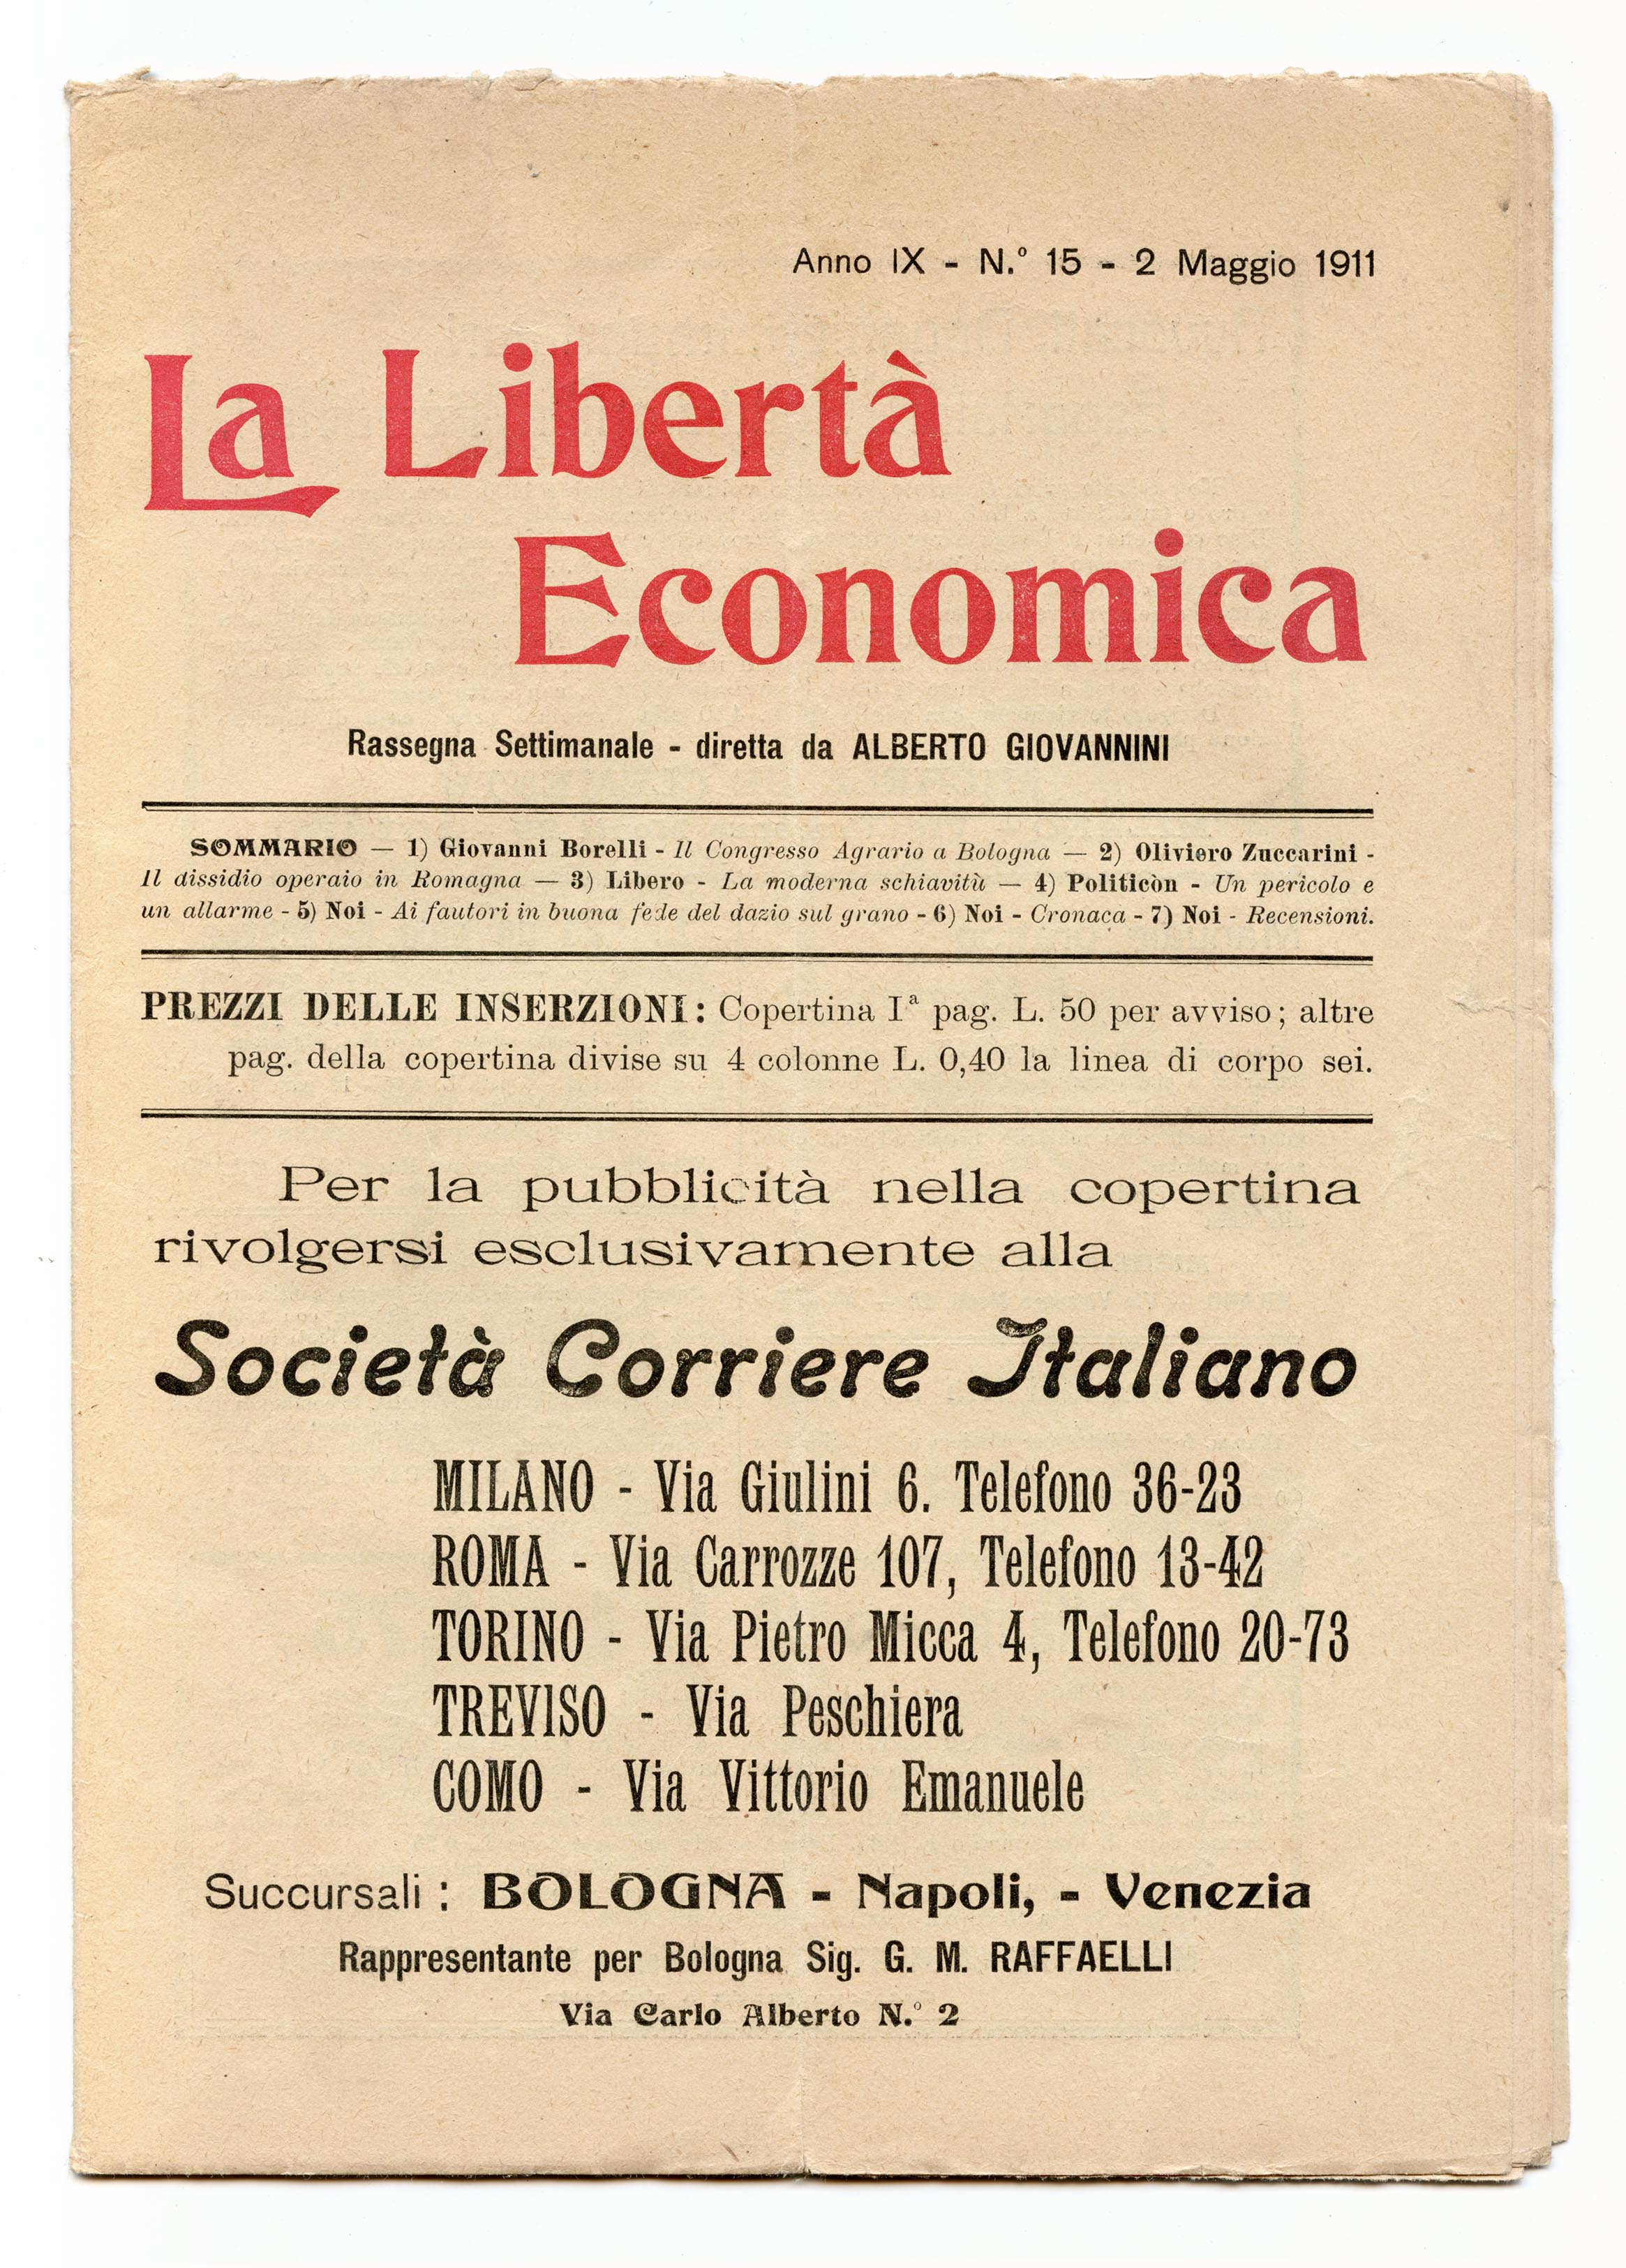 Anno IX - N.º 15 - 2 Maggio 1911
La Libertà
Economica
Rassegna Settimanale - diretta da ALBERTO GIOVANNINI
SOMMARIO — 1) Giovanni Borelli - Il Congresso Agrario a Bologna — 2) Oliviero Zuccarini -
Il dissidio operaio in Romagna — 3) Libero - La moderna schiavitù — 4) Politicòn - Un pericolo e
un allarme - 5) Noi - Ai fautori in buona fede del dazio sul grano - 6) Noi - Cronaca - 7) Noi - Recensioni.
PREZZI DELLE INSERZIONI: Copertina Iª pag. L. 50 per avviso; altre
pag. della copertina divise su 4 colonne L. 0,40 la linea di corpo sei.
Per la pubblicità nella copertina
rivolgersi esclusivamente alla
Società Corriere Italiano
MILANO - Via Giulini 6. Telefono 36-23
ROMA - Via Carrozze 107, Telefono 13-42
TORINO - Via Pietro Micca 4, Telefono 20-73
TREVISO - Via Peschiera
COMO - Via Vittorio Emanuele
Succursali : BOLOGNA - Napoli, - Venezia
Rappresentante per Bologna Sig. G. M. RAFFAELLI
Via Carlo Alberto N.º 2